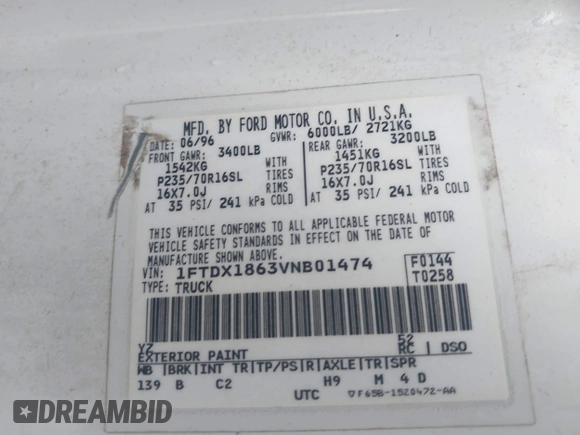 MFD. BY FORD MOTOR CO. IN U.S.A.
DATE: 06/96 GVWR: 6000LB/ 2721KG
FRONT GAWR: 3400LB REAR GAWR: 3200LB
1542KG WITH 1451KG WITH
P235/70R16SL TIRES P235/70R16SL TIRES
16X7.0J RIMS 16X7.0J RIMS
AT 35 PSI/ 241 kPa COLD AT 35 PSI/ 241 kPa COLD
THIS VEHICLE CONFORMS TO ALL APPLICABLE FEDERAL MOTOR
VEHICLE SAFETY STANDARDS IN EFFECT ON THE DATE OF
MANUFACTURE SHOWN ABOVE.
VIN: 1FTDX1863VNB01474 F0144
TYPE: TRUCK T0258
YZ 52
EXTERIOR PAINT RC DSO
WB BRK INT TR TP/PS R AXLE TR SPR
139 B C2 H9 M 4 D
UTC F65B-1520472-AA
DREAMBID